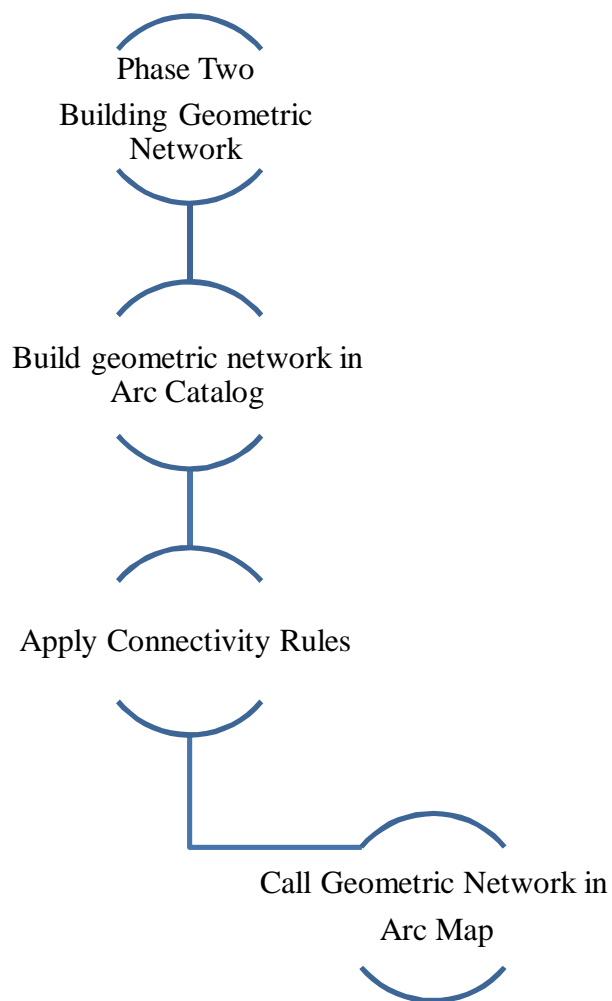 Phase Two
Building Geometric
Network
Build geometric network in
Arc Catalog
Apply Connectivity Rules
Call Geometric Network in
Arc Map